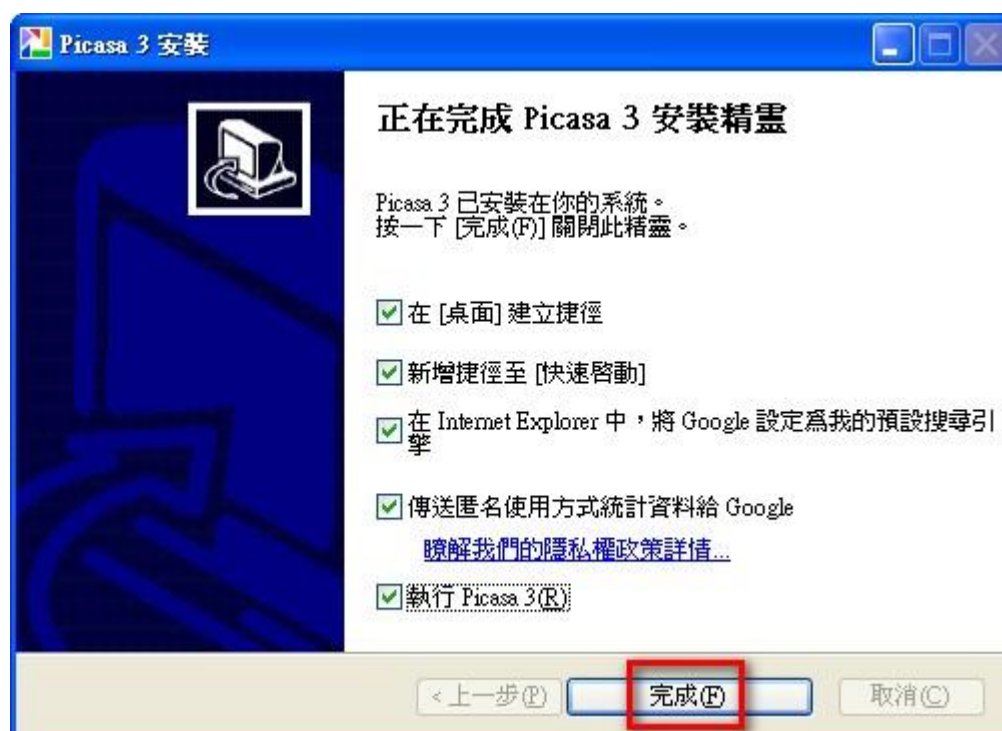 Picasa 3 安裝
正在完成 Picasa 3 安裝精靈
Picasa 3 已安裝在你的系統。
按一下 [完成(F)] 關閉此精靈。
在 [桌面] 建立捷徑
新增捷徑至 [快速啓動]
在 Internet Explorer 中，將 Google 設定爲我的預設搜尋引
擎
傳送匿名使用方式統計資料給 Google
瞭解我們的隱私權政策詳情...
執行 Picasa 3(R)
<上一步(P)
完成(F)
取消(C)